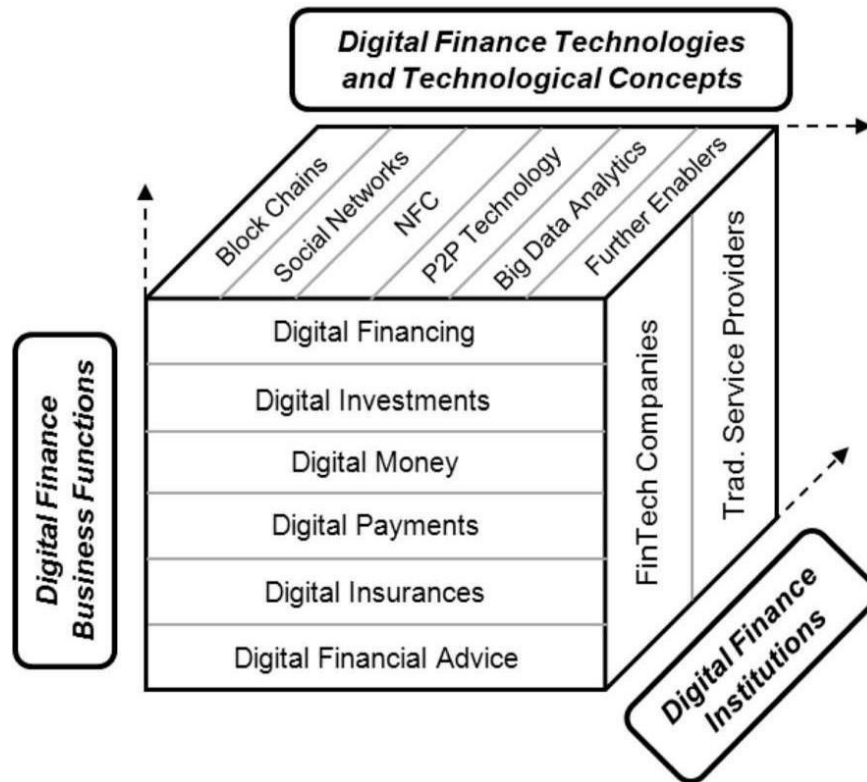 Digital Finance Technologies
and Technological Concepts
Block Chains
Social Networks
NFC
P2P Technology
Big Data Analytics
Further Enablers
Digital Finance
Business Functions
Digital Financing
Digital Investments
Digital Money
Digital Payments
Digital Insurances
Digital Financial Advice
FinTech Companies
Trad. Service Providers
Digital Finance
Institutions